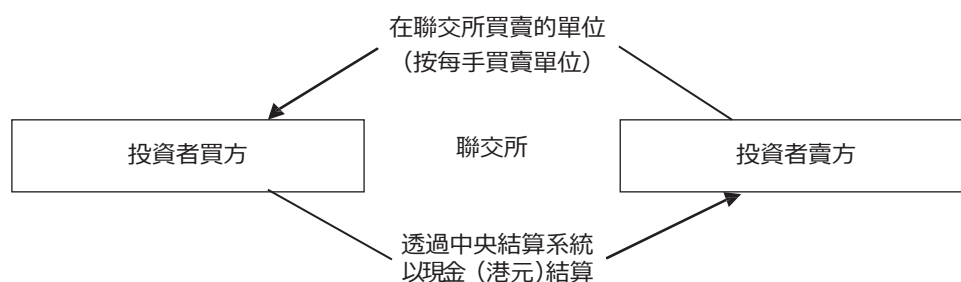 在聯交所買賣的單位
（按每手買賣單位）
投資者買方
聯交所
投資者賣方
透過中央結算系統
以現金（港元）結算